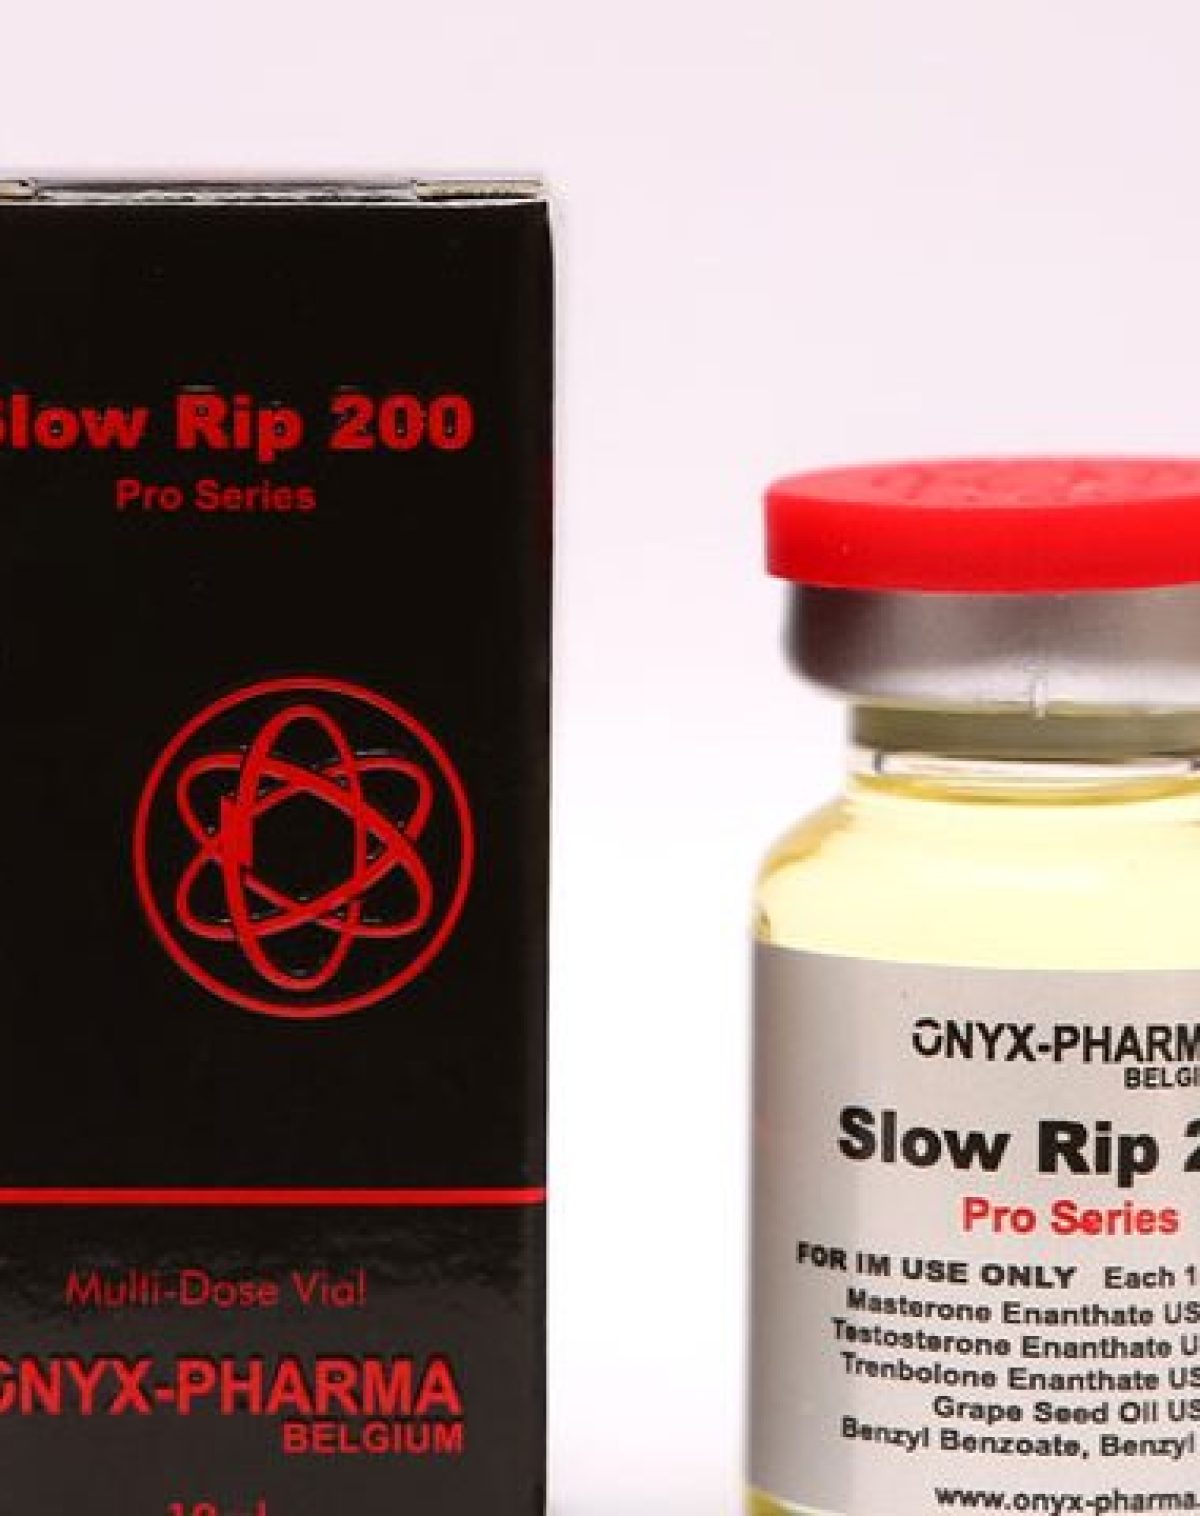 Slow Rip 200
Pro Series
Multi-Dose Vial
ONYX-PHARMA
BELGIUM
ONYX-PHARM
BELGI
Slow Rip 2
Pro Series
FOR IM USE ONLY Each 1
Masterone Enanthate US
Testosterone Enanthate U
Trenbolone Enanthate US
Grape Seed Oil US
Benzyl Benzoate, Benzyl
www.onyx-pharma.